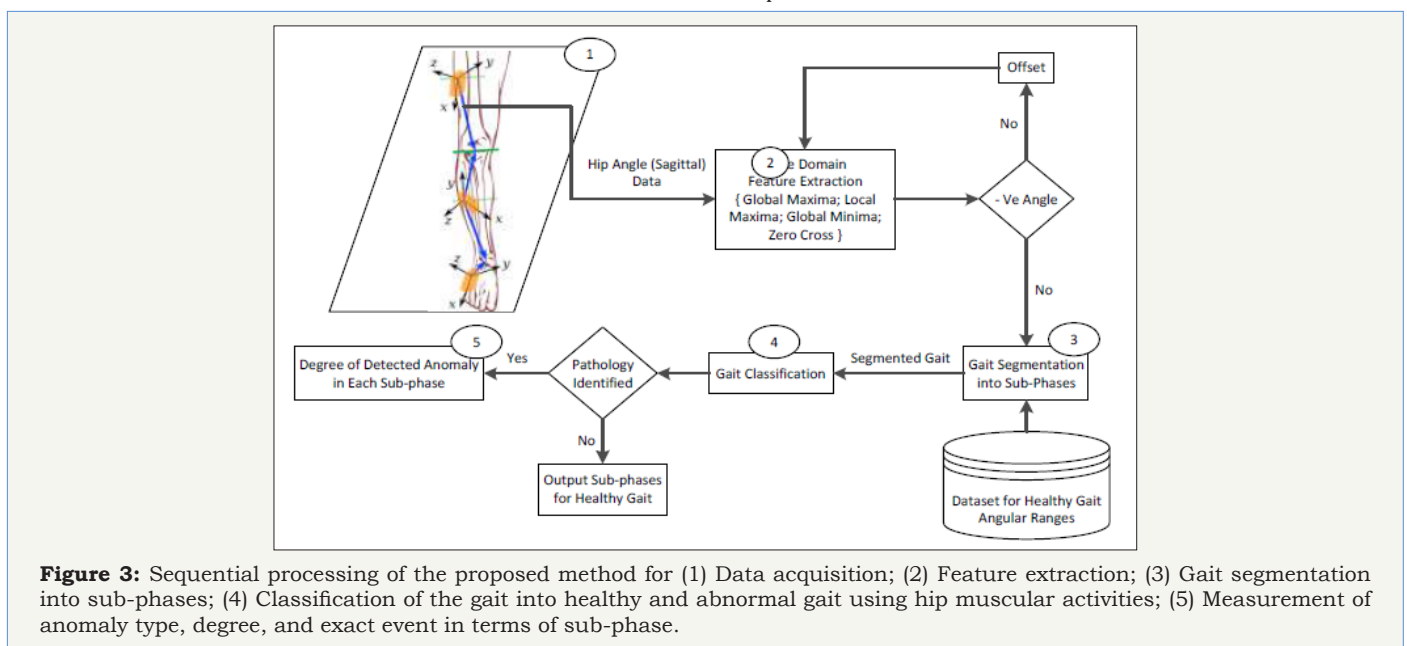 1
z
y
x
y
x
z
z
y
x
Hip Angle (Sagittal)
Data
2
e Domain
Feature Extraction
{ Global Maxima; Local
Maxima; Global Minima;
Zero Cross }
Offset
No
- Ve Angle
No
3
Gait Segmentation
into Sub-Phases
Dataset for Healthy Gait
Angular Ranges
Segmented Gait
4
Gait Classification
Pathology
Identified
Yes
5
Degree of Detected Anomaly
in Each Sub-phase
No
Output Sub-phases
for Healthy Gait
Figure 3: Sequential processing of the proposed method for (1) Data acquisition; (2) Feature extraction; (3) Gait segmentation
into sub-phases; (4) Classification of the gait into healthy and abnormal gait using hip muscular activities; (5) Measurement of
anomaly type, degree, and exact event in terms of sub-phase.